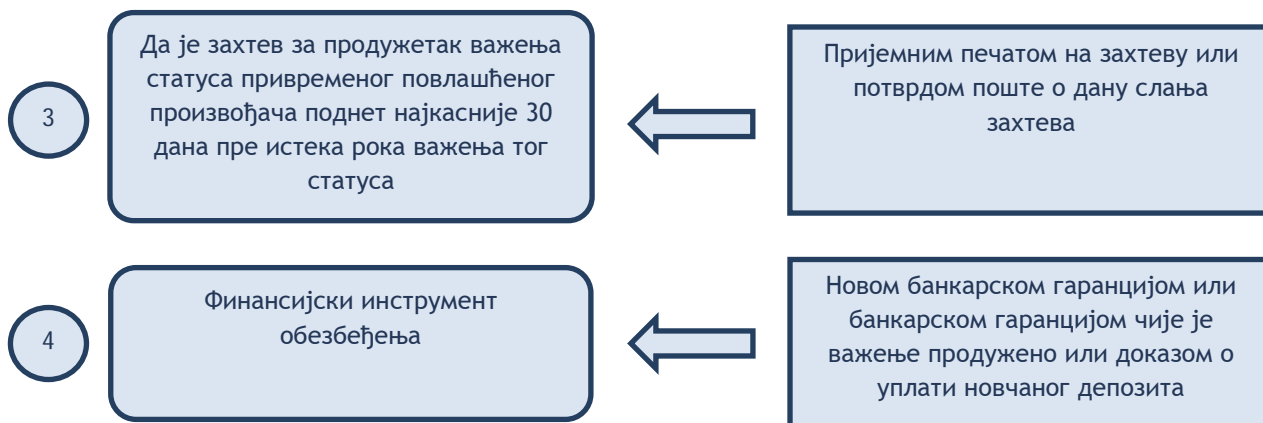 3
Да је захтев за продужетак важења
статуса привременог повлашћеног
произвођача поднет најкасније 30
дана пре истека рока важења тог
статуса
Пријемним печатом на захтеву или
потврдом поште о дану слања
захтева
4
Финансијски инструмент
обезбеђења
Новом банкарском гаранцијом или
банкарском гаранцијом чије је
важење продужено или доказом о
уплати новчаног депозита